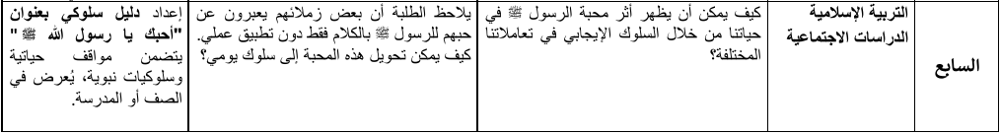 السابع
التربية الإسلامية
الدراسات الاجتماعية
كيف يمكن أن يظهر أثر محبة الرسول ﷺ في
حياتنا من خلال السلوك الإيجابي في تعاملاتنا
المختلفة؟
يلاحظ الطلبة أن بعض زملائهم يعبرون عن
حبهم للرسول ﷺ بالكلام فقط دون تطبيق عملي.
كيف يمكن تحويل هذه المحبة إلى سلوك يومي؟
إعداد دليل سلوكي بعنوان
"أحبك يا رسول الله ﷺ"
يتضمن مواقف حياتية
وسلوكيات نبوية، يُعرض في
الصف أو المدرسة.